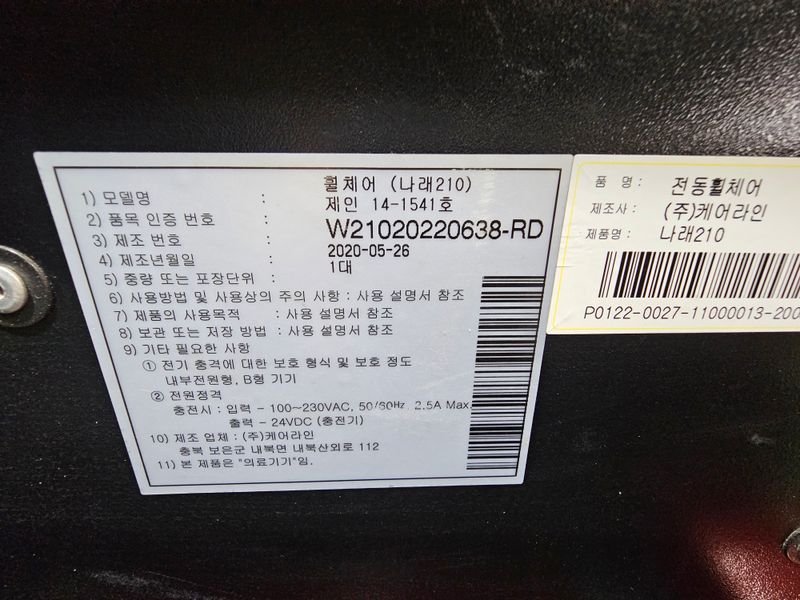 1) 모델명 : 휠체어 (나래210)
2) 품목 인증 번호 : 제인 14-1541호
3) 제조 번호 : W21020220638-RD
4) 제조년월일 : 2020-05-26
5) 중량 또는 포장단위 : 1대
6) 사용방법 및 사용상의 주의 사항 : 사용 설명서 참조
7) 제품의 사용목적 : 사용 설명서 참조
8) 보관 또는 저장 방법 : 사용 설명서 참조
9) 기타 필요한 사항
① 전기 충격에 대한 보호 형식 및 보호 정도
내부전원형, B형 기기
② 전원정격
충전시 : 입력 - 100~230VAC, 50/60Hz, 2.5A Max.
출력 - 24VDC (충전기)
10) 제조 업체 : (주)케어라인
충북 보은군 내북면 내북산외로 112
11) 본 제품은 "의료기기"임.
품 명 : 전동휠체어
제조사 : (주)케어라인
제품명 : 나래210
P0122-0027-11000013-200